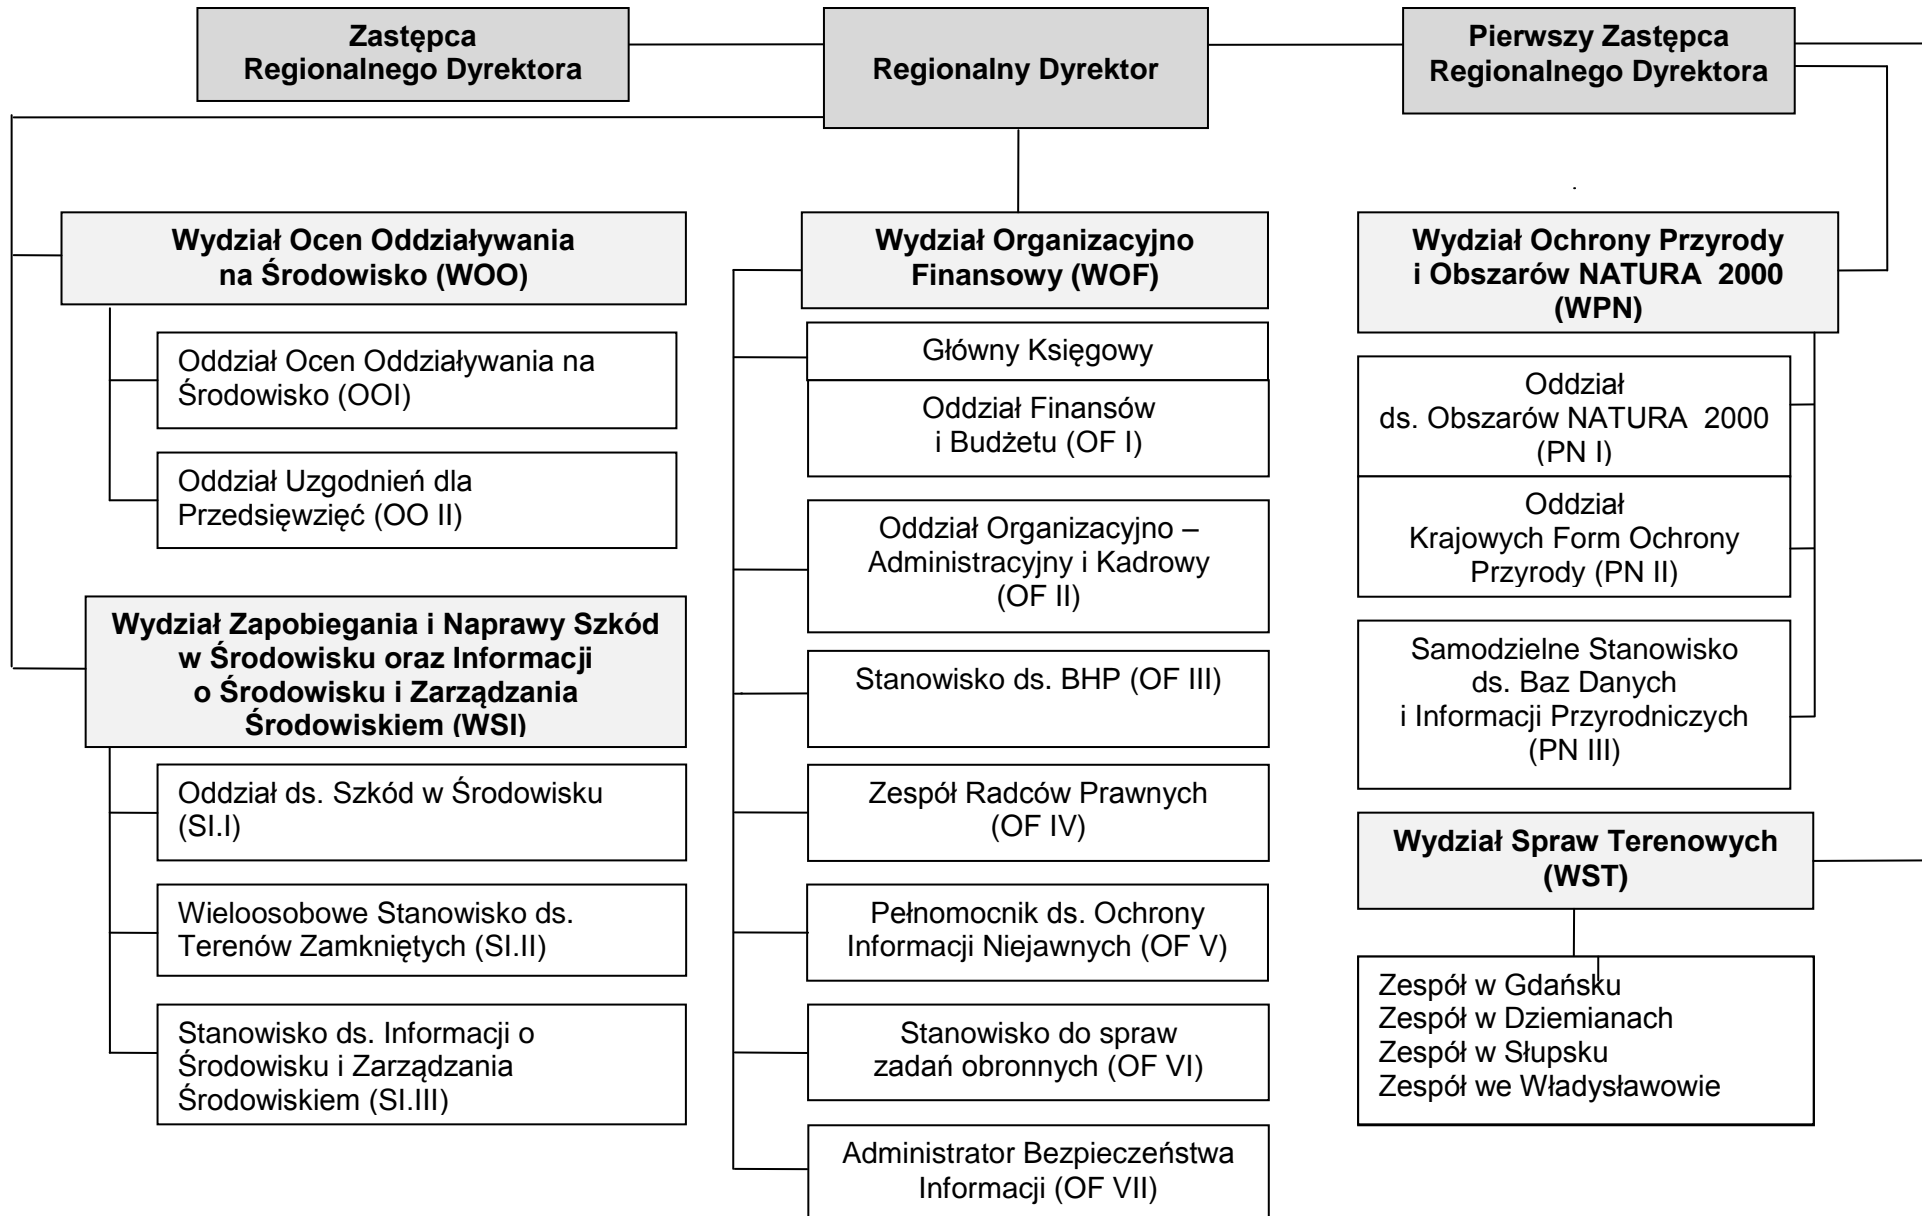 Zastępca
Regionalnego Dyrektora
Regionalny Dyrektor
Pierwszy Zastępca
Regionalnego Dyrektora
Wydział Ocen Oddziaływania
na Środowisko (WOO)
Oddział Ocen Oddziaływania na
Środowisko (OOI)
Oddział Uzgodnień dla
Przedsięwzięć (OO II)
Wydział Zapobiegania i Naprawy Szkód
w Środowisku oraz Informacji
o Środowisku i Zarządzania
Środowiskiem (WSI)
Oddział ds. Szkód w Środowisku
(SI.I)
Wieloosobowe Stanowisko ds.
Terenów Zamkniętych (SI.II)
Stanowisko ds. Informacji o
Środowisku i Zarządzania
Środowiskiem (SI.III)
Wydział Organizacyjno
Finansowy (WOF)
Główny Księgowy
Oddział Finansów
i Budżetu (OF I)
Oddział Organizacyjno –
Administracyjny i Kadrowy
(OF II)
Stanowisko ds. BHP (OF III)
Zespół Radców Prawnych
(OF IV)
Pełnomocnik ds. Ochrony
Informacji Niejawnych (OF V)
Stanowisko do spraw
zadań obronnych (OF VI)
Administrator Bezpieczeństwa
Informacji (OF VII)
.
Wydział Ochrony Przyrody
i Obszarów NATURA 2000
(WPN)
Oddział
ds. Obszarów NATURA 2000
(PN I)
Oddział
Krajowych Form Ochrony
Przyrody (PN II)
Samodzielne Stanowisko
ds. Baz Danych
i Informacji Przyrodniczych
(PN III)
Wydział Spraw Terenowych
(WST)
Zespół w Gdańsku
Zespół w Dziemianach
Zespół w Słupsku
Zespół we Władysławowie